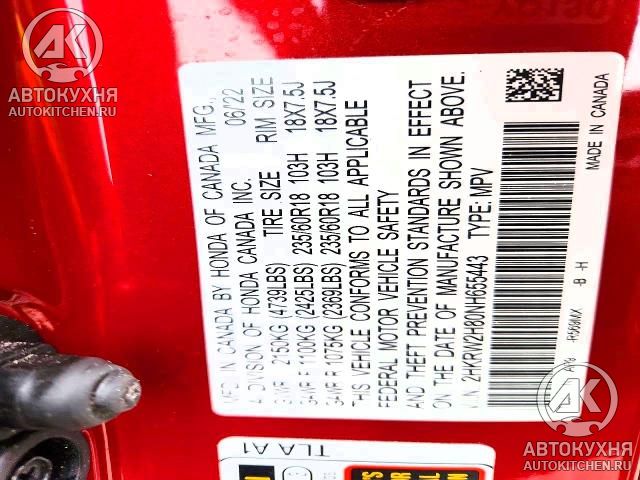 АВТОКУХНЯ
AUTOKITCHEN.RU
MFD. IN CANADA BY HONDA OF CANADA MFG.,
A DIVISION OF HONDA CANADA INC. 06/22
GVWR 2150KG (4739LBS) TIRE SIZE RIM SIZE
GAWR F 1100KG (2425LBS) 235/60R18 103H 18X7.5J
GAWR R 1075KG (2369LBS) 235/60R18 103H 18X7.5J
THIS VEHICLE CONFORMS TO ALL APPLICABLE
FEDERAL MOTOR VEHICLE SAFETY
AND THEFT PREVENTION STANDARDS IN EFFECT
ON THE DATE OF MANUFACTURE SHOWN ABOVE.
V.I.N. 2HKRW2H80NH655443 TYPE: MPV
-B -H
MADE IN CANADA
TLA A1
АВТОКУХНЯ
AUTOKITCHEN.RU